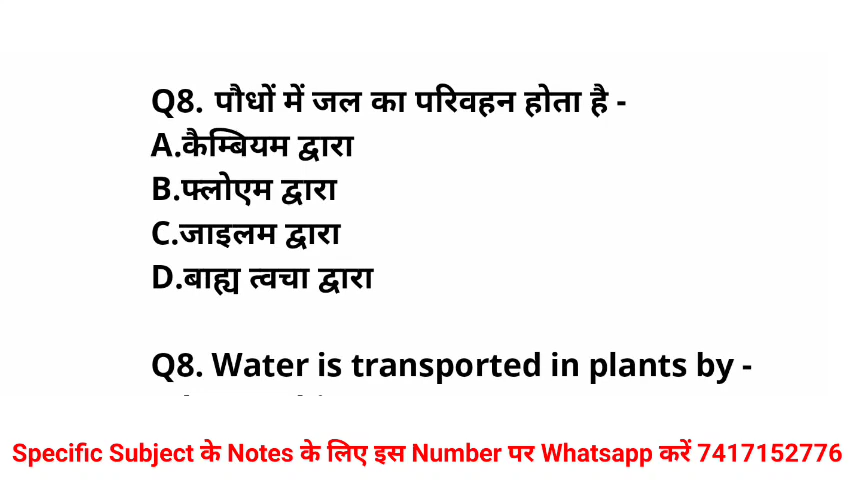 Q8. पौधों में जल का परिवहन होता है -
A.कैम्बियम द्वारा
B.फ्लोएम द्वारा
C.जाइलम द्वारा
D.बाह्य त्वचा द्वारा
Q8. Water is transported in plants by -
Specific Subject के Notes के लिए इस Number पर Whatsapp करें 7417152776